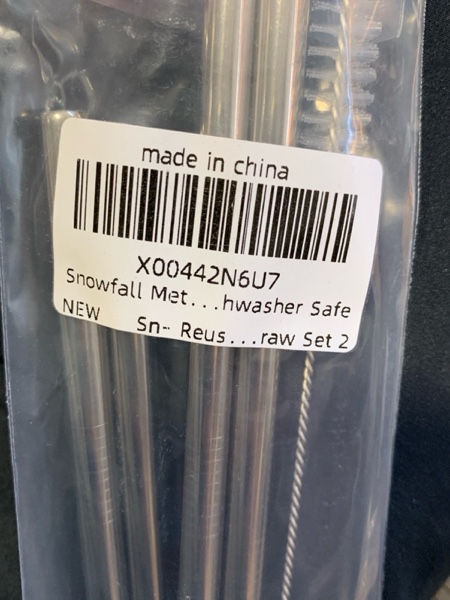 made in china
X00442N6U7
Snowfall Met...hwasher Safe
NEW
Sn- Reus...raw Set 2